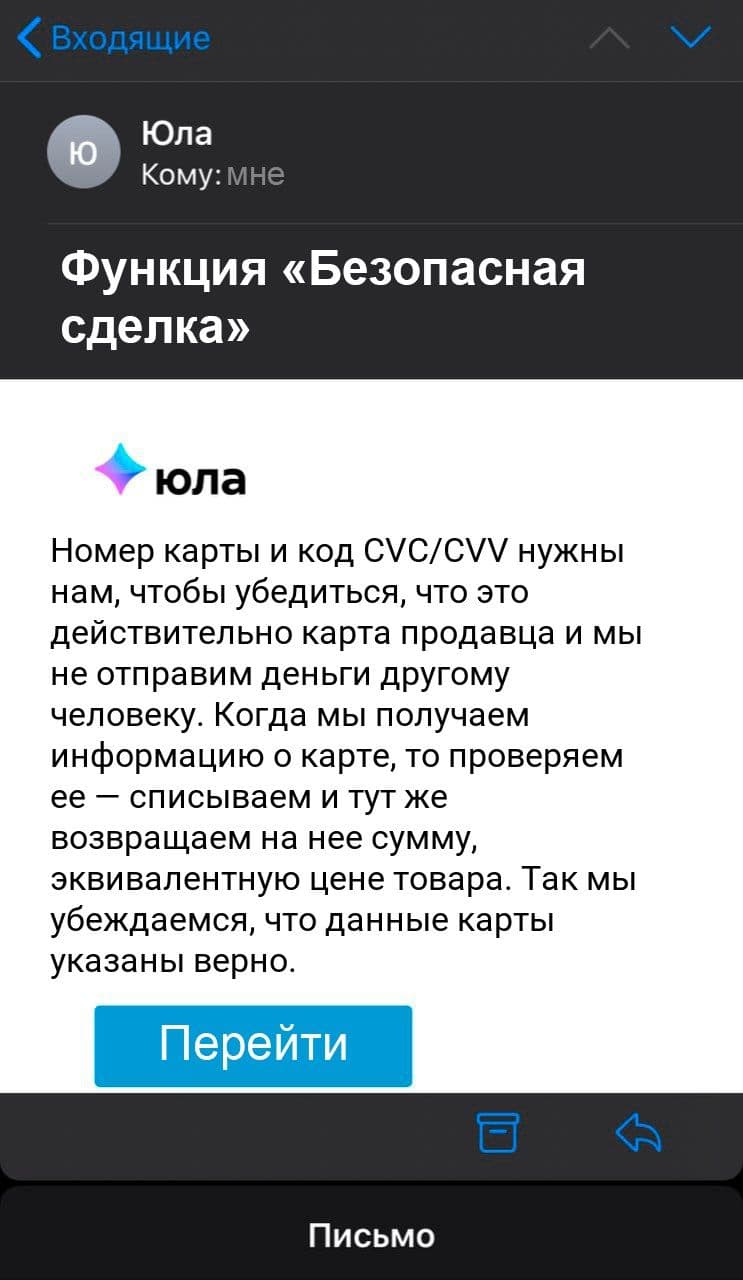 Входящие
Ю
Юла
Кому: мне
Функция «Безопасная
сделка»
юла
Номер карты и код CVC/CVV нужны
нам, чтобы убедиться, что это
действительно карта продавца и мы
не отправим деньги другому
человеку. Когда мы получаем
информацию о карте, то проверяем
ее — списываем и тут же
возвращаем на нее сумму,
эквивалентную цене товара. Так мы
убеждаемся, что данные карты
указаны верно.
Перейти
Письмо